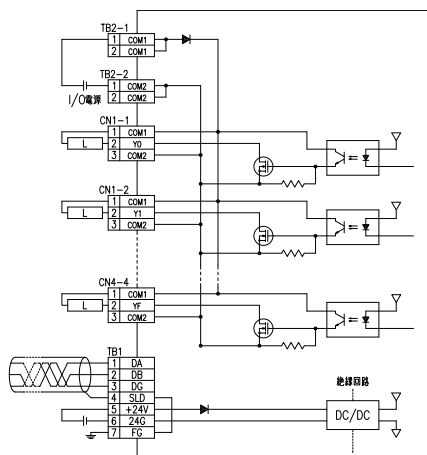 TB2-1
1 COM1
2 COM1
TB2-2
1 COM2
2 COM2
I/O電源
CN1-1
1 COM1
L 2 Y0
3 COM2
CN1-2
1 COM1
L 2 Y1
3 COM2
CN4-4
1 COM1
L 2 YF
3 COM2
TB1
1 DA
2 DB
3 DG
4 SLD
5 +24V
6 24G
7 FG
絶縁回路
DC/DC